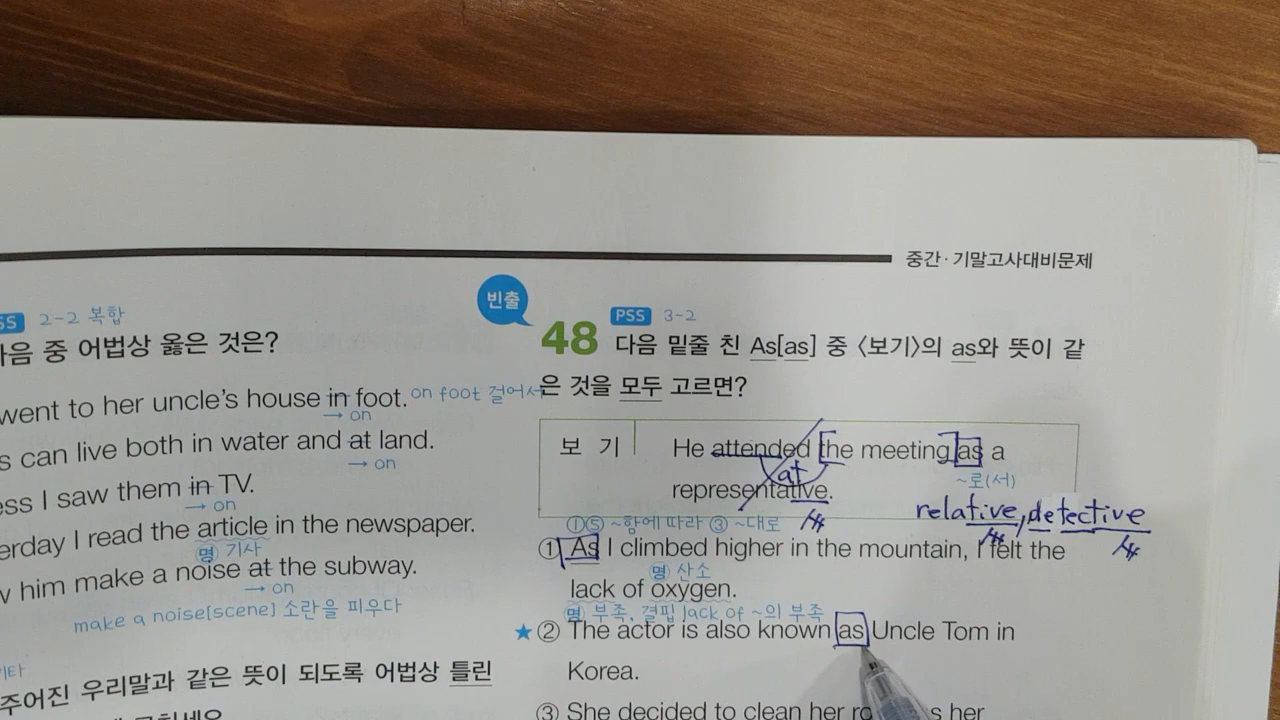 중간·기말고사대비문제
2-2 복합
음 중 어법상 옳은 것은?
went to her uncle's house in foot. on foot 걸어서
→ on
s can live both in water and at land.
→ on
ess I saw them in TV.
→ on
erday I read the article in the newspaper.
명 기사
him make a noise at the subway.
→ on
make a noise[scene] 소란을 피우다
주어진 우리말과 같은 뜻이 되도록 어법상 틀린
빈출
PSS 3-2
48 다음 밑줄 친 As[as] 중 <보기>의 as와 뜻이 같
은 것을 모두 고르면?
보 기 He attended the meeting as a
at ~로(서)
representative.
relative, detective
①⑤ ~함에 따라 ③ ~대로
① As I climbed higher in the mountain, I felt the
명 산소
lack of oxygen.
명 부족, 결핍 lack of ~의 부족
★ ② The actor is also known as Uncle Tom in
Korea.
③ She decided to clean her s her